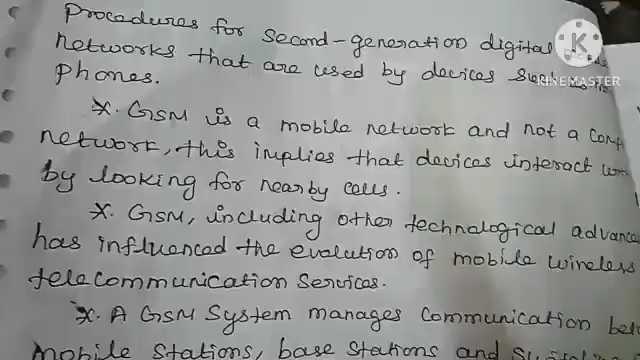 Procedures for second-generation digital
networks that are used by devices
phones.
*. GSM is a mobile network and not a
network, this implies that devices interact
by looking for nearby cells.
*. GSM, including other technological
has influenced the evolution of mobile wireless
telecommunication services.
*. A GSM System manages communication
mobile stations, base stations and
KINEMASTER